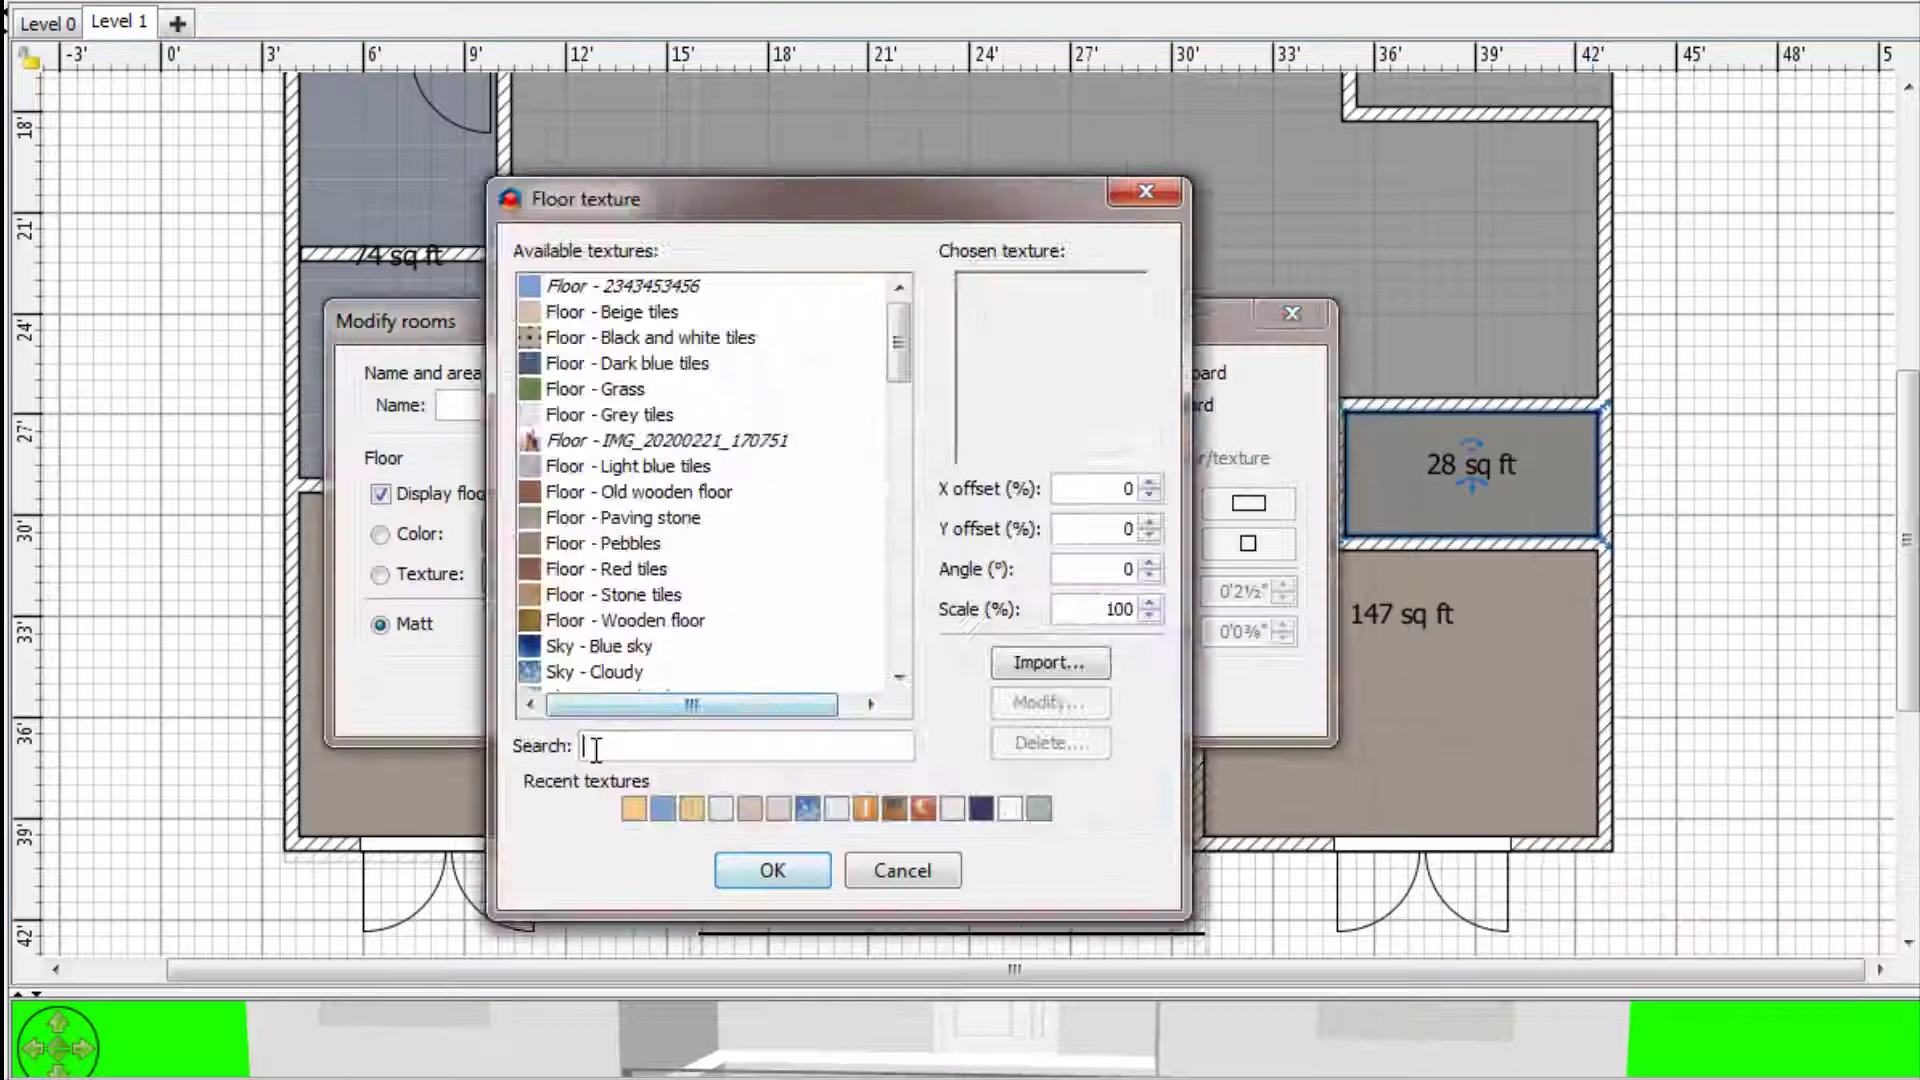 Level 0
Level 1
-3'
0'
3'
6'
9'
12'
15'
18'
21'
24'
27'
30'
33'
36'
39'
42'
45'
48'
5
18'
21'
24'
27'
30'
33'
36'
39'
42'
74 sq ft
28 sq ft
147 sq ft
Modify rooms
Name and area
Name:
Floor
Display floo
Color:
Texture:
Matt
oard
rd
r/texture
0'2½"
0'0⅜"
Floor texture
Available textures:
Floor - 2343453456
Floor - Beige tiles
Floor - Black and white tiles
Floor - Dark blue tiles
Floor - Grass
Floor - Grey tiles
Floor - IMG_20200221_170751
Floor - Light blue tiles
Floor - Old wooden floor
Floor - Paving stone
Floor - Pebbles
Floor - Red tiles
Floor - Stone tiles
Floor - Wooden floor
Sky - Blue sky
Sky - Cloudy
Search:
Recent textures
Chosen texture:
X offset (%): 0
Y offset (%): 0
Angle (º): 0
Scale (%): 100
Import...
Modify...
Delete...
OK
Cancel